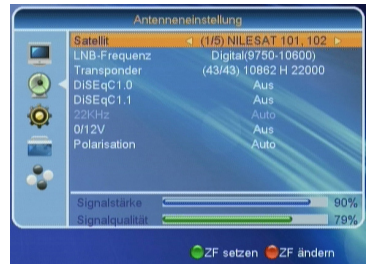 Antenneneinstellung
Satellit (1/5) NILESAT 101, 102
LNB-Frequenz Digital(9750-10600)
Transponder (43/43) 10862 H 22000
DiSEqC1.0 Aus
DiSEqC1.1 Aus
22KHz Auto
0/12V Aus
Polarisation Auto
Signalstärke 90%
Signalqualität 79%
ZF setzen ZF ändern